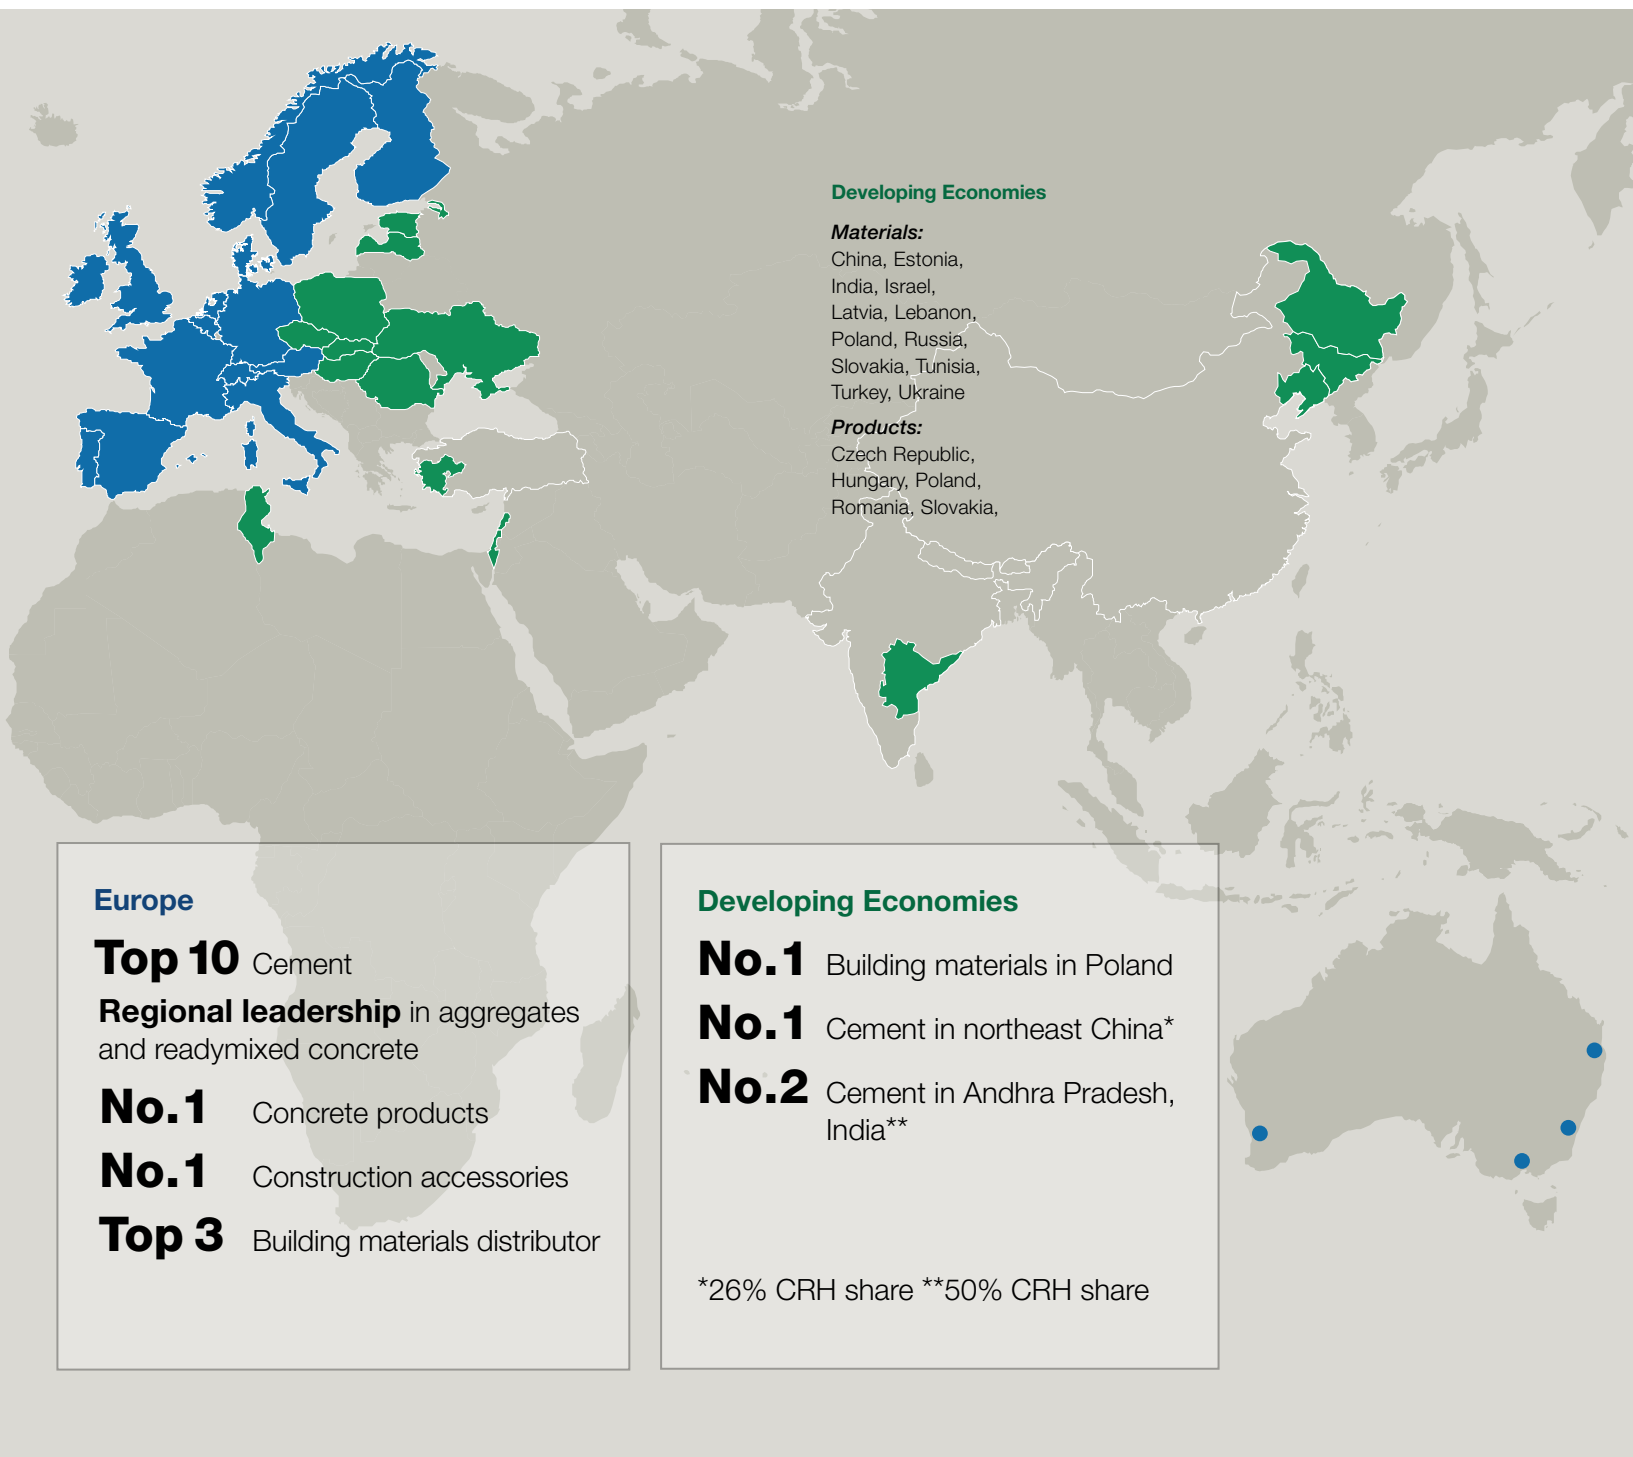 Developing Economies
Materials:
China, Estonia,
India, Israel,
Latvia, Lebanon,
Poland, Russia,
Slovakia, Tunisia,
Turkey, Ukraine
Products:
Czech Republic,
Hungary, Poland,
Romania, Slovakia,
Europe
Top 10 Cement
Regional leadership in aggregates
and readymixed concrete
No.1 Concrete products
No.1 Construction accessories
Top 3 Building materials distributor
Developing Economies
No.1 Building materials in Poland
No.1 Cement in northeast China*
No.2 Cement in Andhra Pradesh,
India**
*26% CRH share **50% CRH share